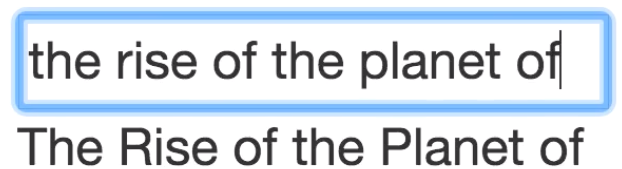 the rise of the planet of
The Rise of the Planet of